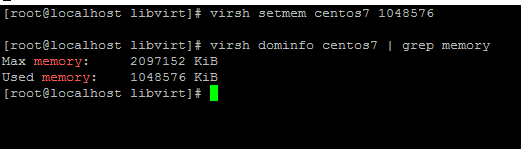 [root@localhost libvirt]# virsh setmem centos7 1048576
[root@localhost libvirt]# virsh dominfo centos7 | grep memory
Max memory:     2097152 KiB
Used memory:    1048576 KiB
[root@localhost libvirt]#